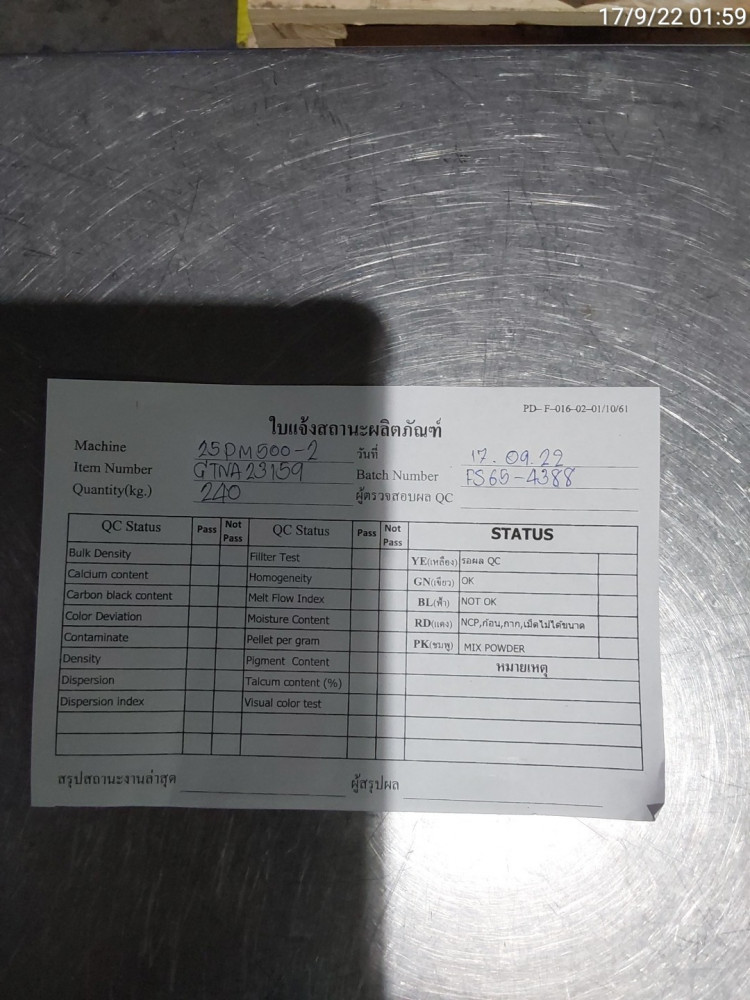 17/9/22 01:59
PD-F-016-02-01/10/61
ใบแจ้งสถานะผลิตภัณฑ์
Machine 25PM500-2 วันที่ 17.09.22
Item Number GTNA23159 Batch Number FS65-4388
Quantity(kg.) 240 ผู้ตรวจสอบผล QC
QC Status Pass Not Pass QC Status Pass Not Pass STATUS
Bulk Density Fillter Test YE(เหลือง) รอผล QC
Calcium content Homogeneity GN(เขียว) OK
Carbon black content Melt Flow Index BL(ฟ้า) NOT OK
Color Deviation Moisture Content RD(แดง) NCP,ก้อน,กาก,เม็ดไม่ได้ขนาด
Contaminate Pellet per gram PK(ชมพู) MIX POWDER
Density Pigment Content หมายเหตุ
Dispersion Talcum content (%)
Dispersion index Visual color test
สรุปสถานะงานล่าสุด ผู้สรุปผล